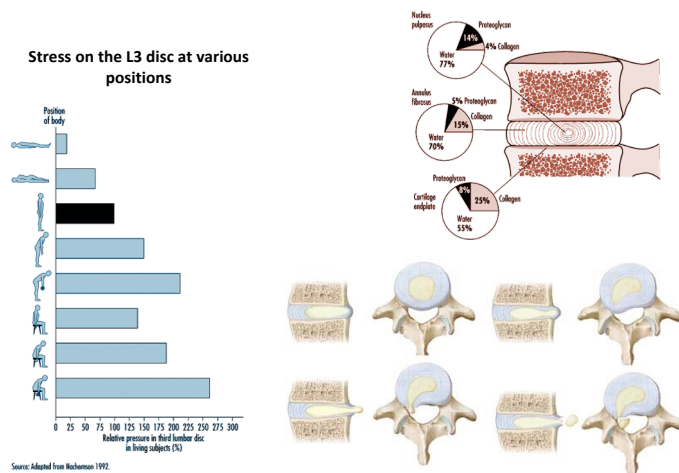 Stress on the L3 disc at various
positions
Position
of body
0 25 50 75 100 125 150 175 200 225 250 275 300
Relative pressure in third lumbar disc
in living subjects (%)
Source: Adapted from Nachemson 1992.
Nucleus
pulposus
Proteoglycan
14%
4% Collagen
Water
77%
Annulus
fibrosus
5% Proteoglycan
Collagen
15%
Water
70%
Proteoglycan
8%
Cartilage
endplate
25%
Collagen
Water
55%